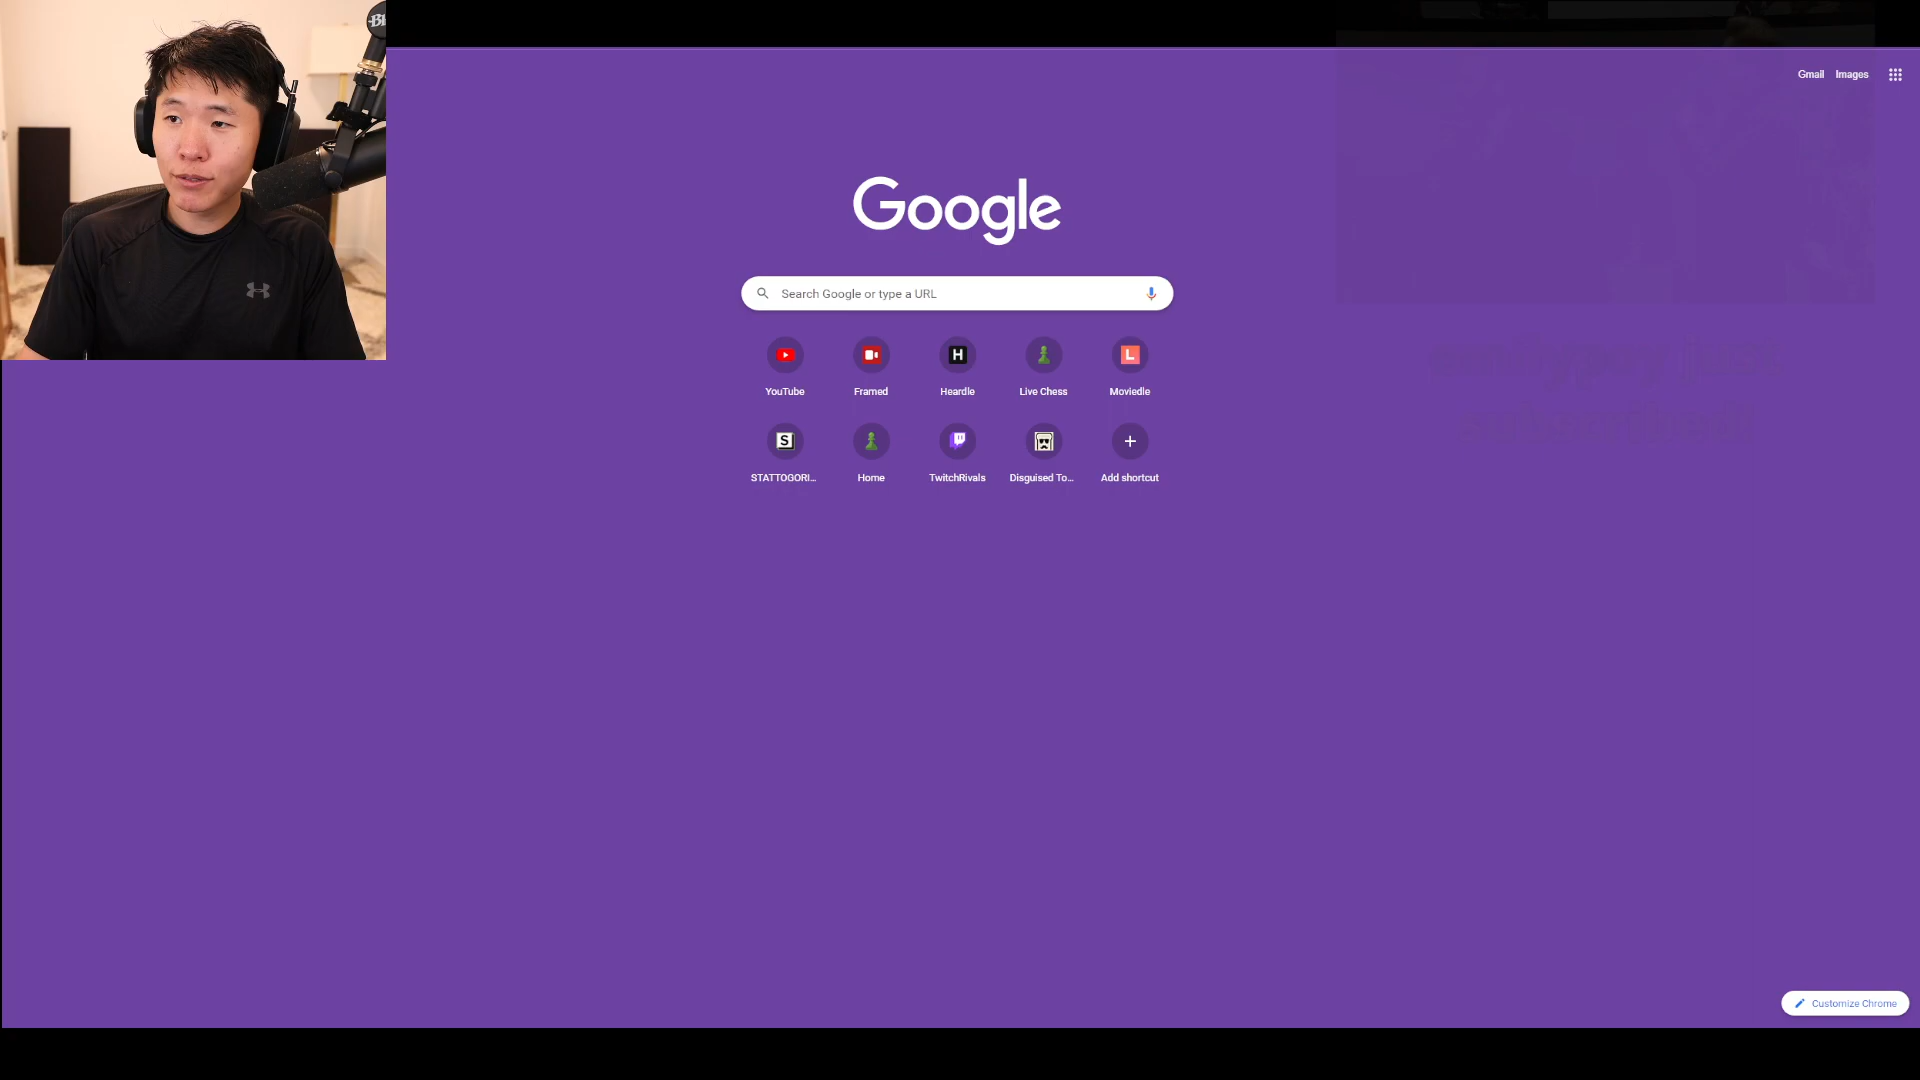 Gmail Images
Google
Search Google or type a URL
YouTube Framed Heardle Live Chess Moviedle
STATTOGORI... Home TwitchRivals Disguised To... Add shortcut
Customize Chrome